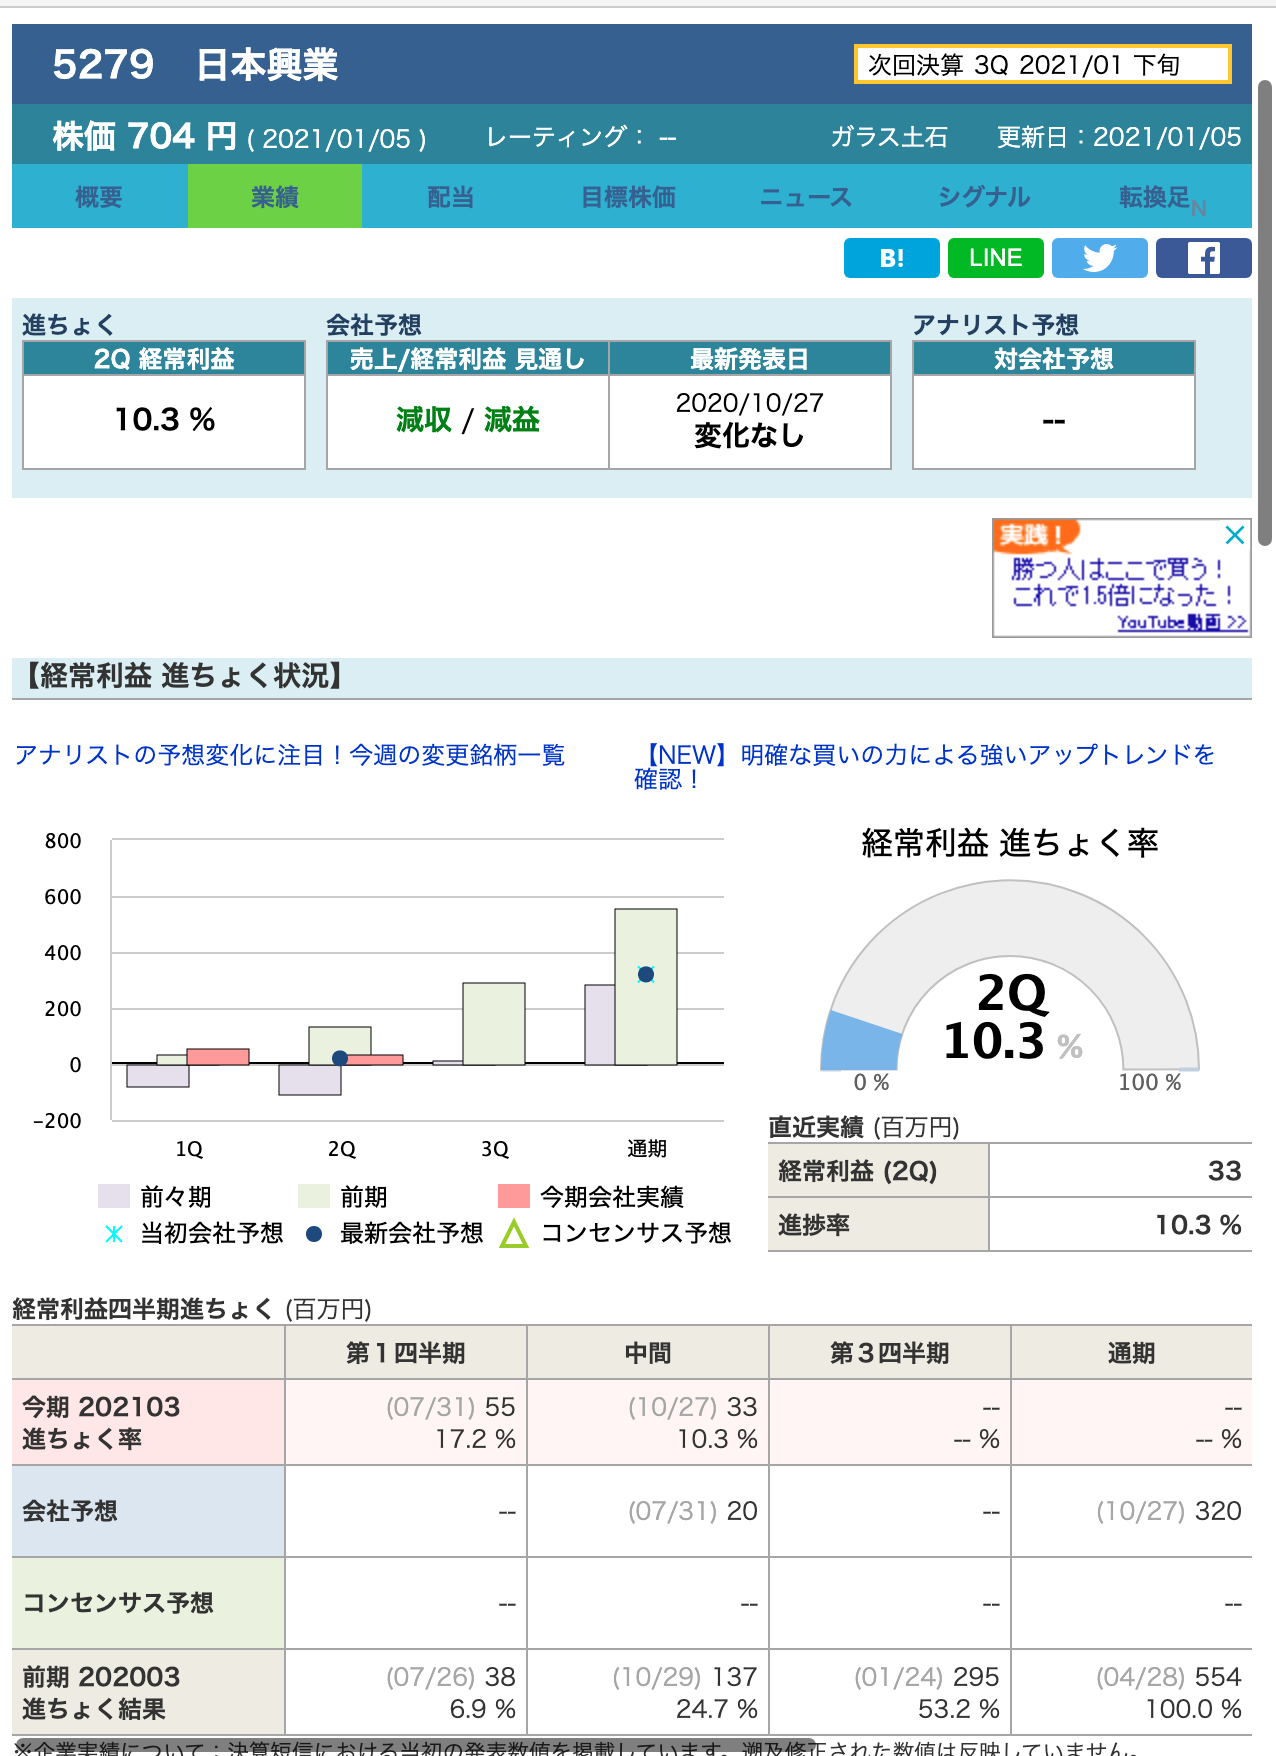 5279 日本興業
次回決算 3Q 2021/01 下旬
株価 704 円 ( 2021/01/05 ) レーティング： -- ガラス土石 更新日：2021/01/05
概要 業績 配当 目標株価 ニュース シグナル 転換足 N
B! LINE
進ちょく 会社予想 アナリスト予想
2Q 経常利益 売上/経常利益 見通し 最新発表日 対会社予想
10.3 % 減収 / 減益 2020/10/27 --
変化なし
実践！
勝つ人はここで買う！
これで1.5倍になった！
YouTube動画 >>
【経常利益 進ちょく状況】
アナリストの予想変化に注目！今週の変更銘柄一覧
【NEW】明確な買いの力による強いアップトレンドを
確認！
800
600
400
200
0
-200
1Q 2Q 3Q 通期
前々期 前期 今期会社実績
当初会社予想 最新会社予想 コンセンサス予想
経常利益 進ちょく率
2Q
10.3 %
0 % 100 %
直近実績 (百万円)
経常利益 (2Q) 33
進捗率 10.3 %
経常利益四半期進ちょく (百万円)
第１四半期 中間 第３四半期 通期
今期 202103 (07/31) 55 (10/27) 33 -- --
進ちょく率 17.2 % 10.3 % -- % -- %
会社予想 -- (07/31) 20 -- (10/27) 320
コンセンサス予想 -- -- -- --
前期 202003 (07/26) 38 (10/29) 137 (01/24) 295 (04/28) 554
進ちょく結果 6.9 % 24.7 % 53.2 % 100.0 %
※企業実績について：決算短信における当初の発表数値を掲載しています。遡及修正された数値は反映していません。